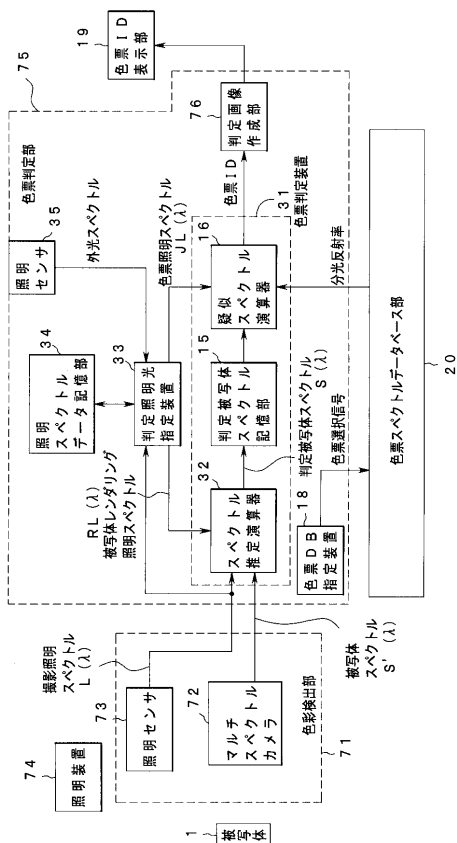 1
被写体
74
照明装置
71
色彩検出部
73
照明センサ
72
マルチ
スペクトル
カメラ
撮影照明
スペクトル
L(λ)
被写体
スペクトル
S'(λ)
75
色票判定部
35
照明
センサ
外光スペクトル
34
照明
スペクトル
データ記憶部
33
判定照明光
指定装置
RL(λ)
被写体レンダリング
照明スペクトル
色票照明スペクトル
JL(λ)
31
色票判定装置
32
スペクトル
推定演算器
15
判定被写体
スペクトル
記憶部
16
疑似
スペクトル
演算器
判定被写体スペクトル
S(λ)
色票ID
76
判定画像
作成部
19
色票ID
表示部
18
色票DB
指定装置
色票選択信号
分光反射率
色票スペクトルデータベース部
20